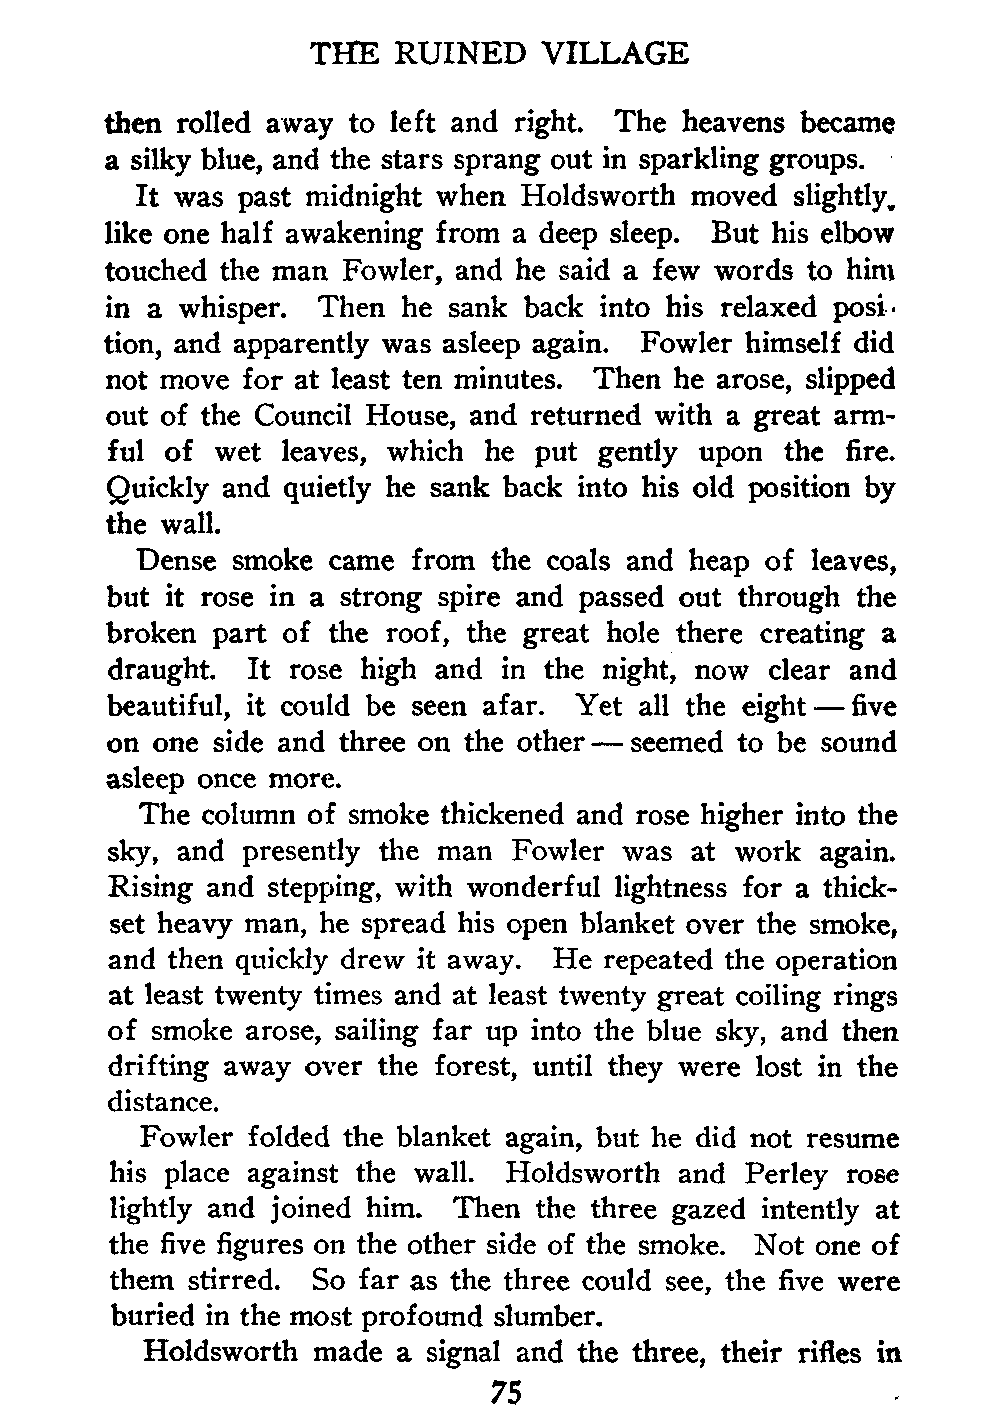 THE RUINED VILLAGE
then rolled away to left and right. The heavens became
a silky blue, and the stars sprang out in sparkling groups.
It was past midnight when Holdsworth moved slightly,
like one half awakening from a deep sleep. But his elbow
touched the man Fowler, and he said a few words to him
in a whisper. Then he sank back into his relaxed posi-
tion, and apparently was asleep again. Fowler himself did
not move for at least ten minutes. Then he arose, slipped
out of the Council House, and returned with a great arm-
ful of wet leaves, which he put gently upon the fire.
Quickly and quietly he sank back into his old position by
the wall.
Dense smoke came from the coals and heap of leaves,
but it rose in a strong spire and passed out through the
broken part of the roof, the great hole there creating a
draught. It rose high and in the night, now clear and
beautiful, it could be seen afar. Yet all the eight — five
on one side and three on the other — seemed to be sound
asleep once more.
The column of smoke thickened and rose higher into the
sky, and presently the man Fowler was at work again.
Rising and stepping, with wonderful lightness for a thick-
set heavy man, he spread his open blanket over the smoke,
and then quickly drew it away. He repeated the operation
at least twenty times and at least twenty great coiling rings
of smoke arose, sailing far up into the blue sky, and then
drifting away over the forest, until they were lost in the
distance.
Fowler folded the blanket again, but he did not resume
his place against the wall. Holdsworth and Perley rose
lightly and joined him. Then the three gazed intently at
the five figures on the other side of the smoke. Not one of
them stirred. So far as the three could see, the five were
buried in the most profound slumber.
Holdsworth made a signal and the three, their rifles in
75